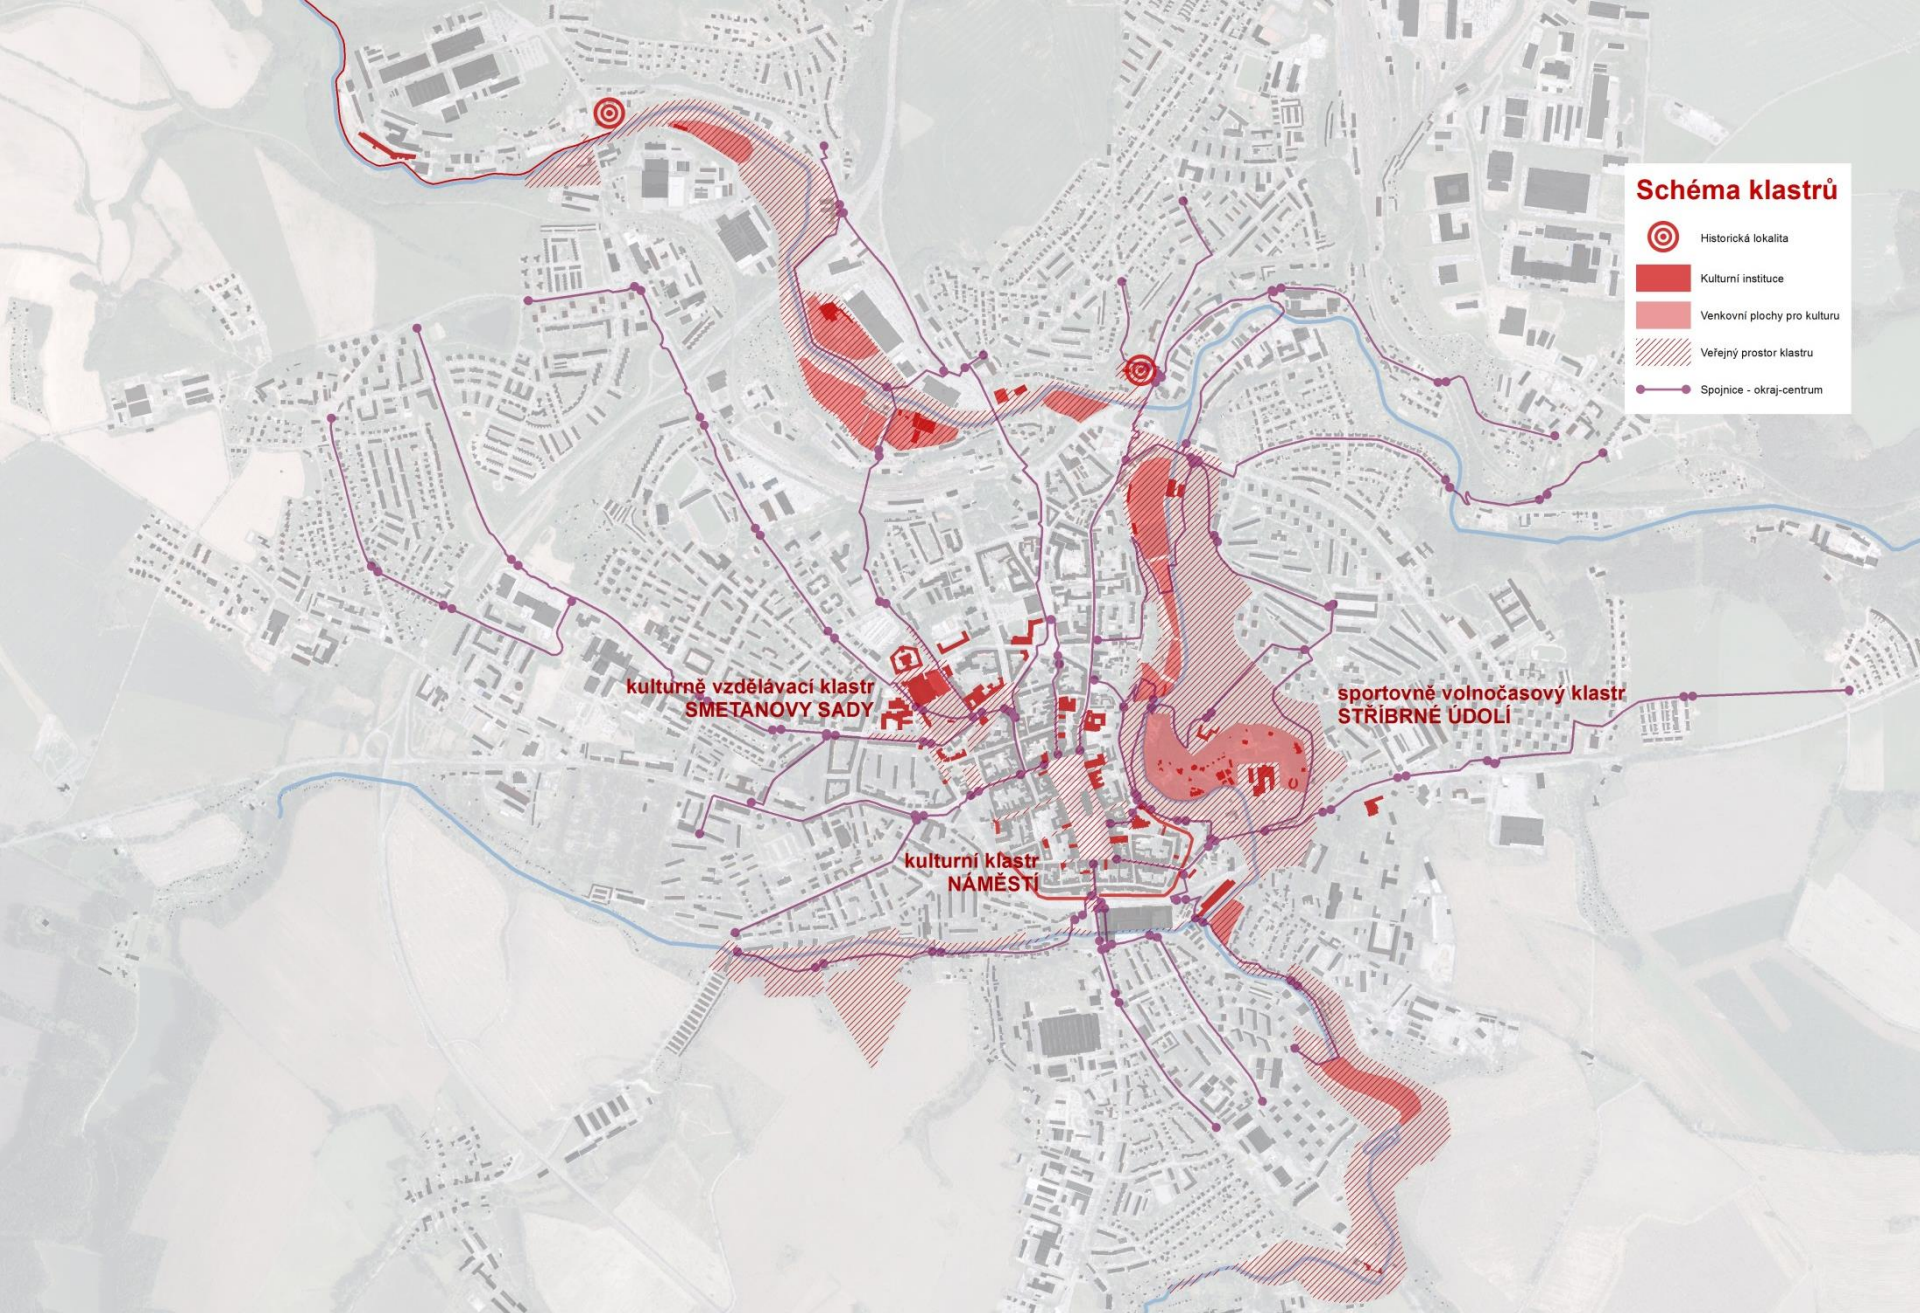 Schéma klastrů
Historická lokalita
Kulturní instituce
Venkovní plochy pro kulturu
Veřejný prostor klastru
Spojnice - okraj-centrum
kulturně vzdělávací klastr
SMETANOVY SADY
sportovně volnočasový klastr
STŘÍBRNÉ ÚDOLÍ
kulturní klastr
NÁMĚSTÍ